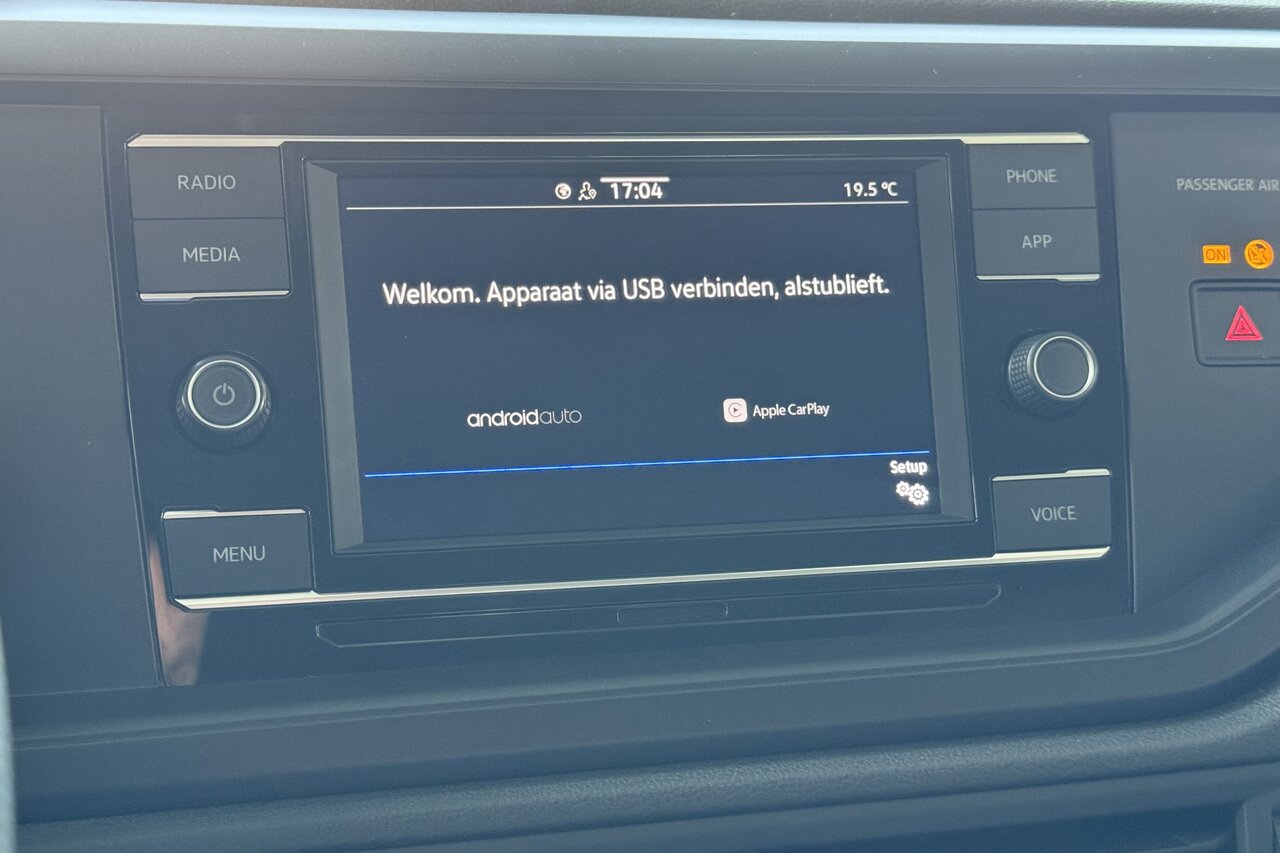 RADIO
MEDIA
MENU
17:04
19.5 °C
Welkom. Apparaat via USB verbinden, alstublieft.
androidauto
Apple CarPlay
Setup
PHONE
APP
VOICE
PASSENGER AIR
ON